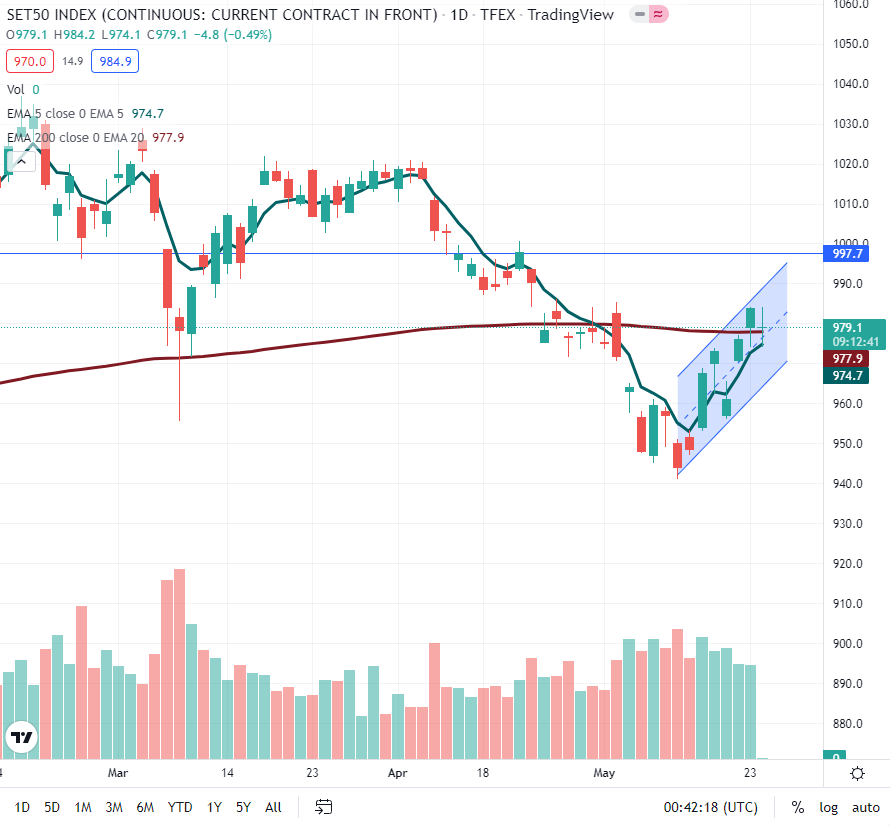 SET50 INDEX (CONTINUOUS: CURRENT CONTRACT IN FRONT) · 1D · TFEX · TradingView
O979.1 H984.2 L974.1 C979.1 −4.8 (−0.49%)
970.0 14.9 984.9
Vol 0
EMA 5 close 0 EMA 5 974.7
EMA 200 close 0 EMA 20 977.9
1060.0
1050.0
1040.0
1030.0
1020.0
1010.0
1000.0
997.7
990.0
979.1
09:12:41
977.9
974.7
960.0
950.0
940.0
930.0
920.0
910.0
900.0
890.0
880.0
0
4 Mar 14 23 Apr 18 May 23
1D 5D 1M 3M 6M YTD 1Y 5Y All 00:42:18 (UTC) % log auto